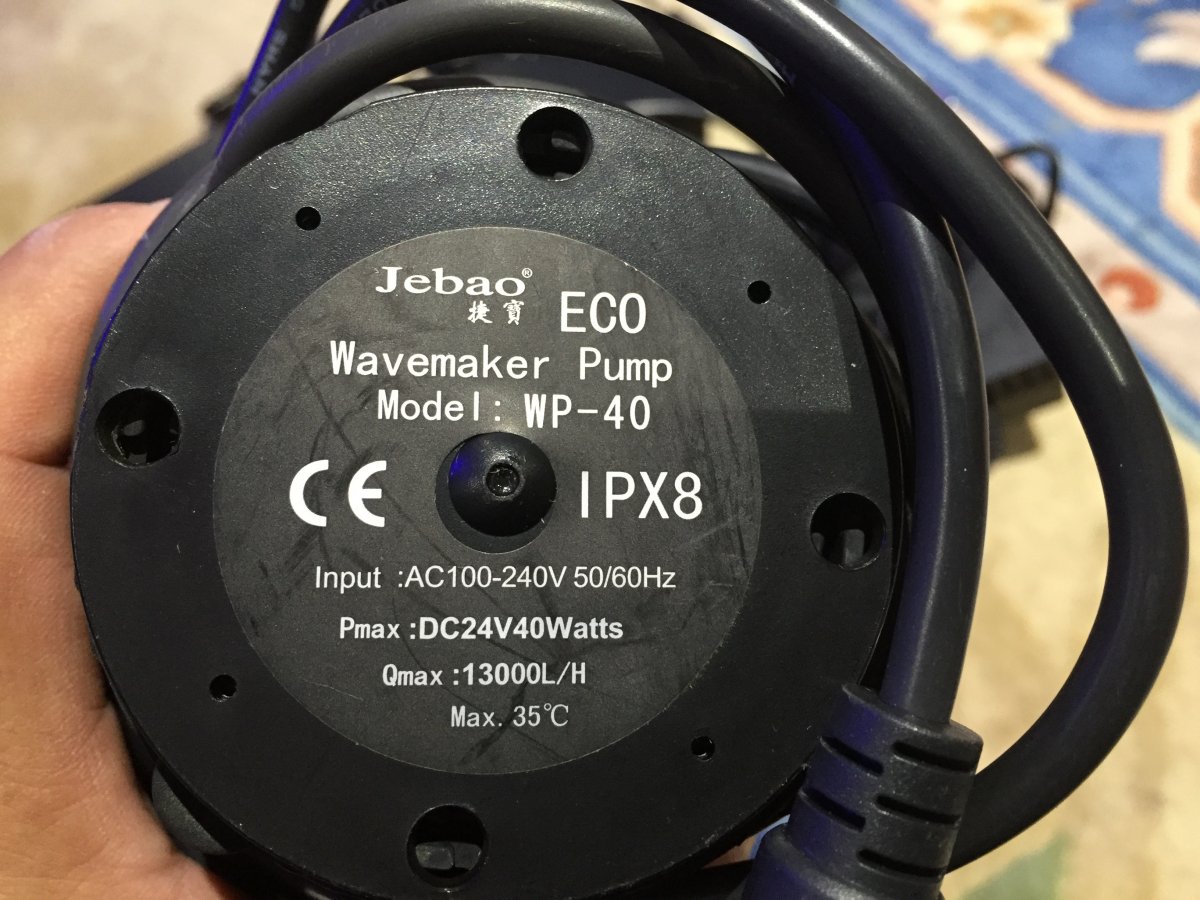 Jebao®
捷寶 ECO
Wavemaker Pump
Model: WP-40
CE IPX8
Input :AC100-240V 50/60Hz
Pmax :DC24V40Watts
Qmax :13000L/H
Max. 35℃